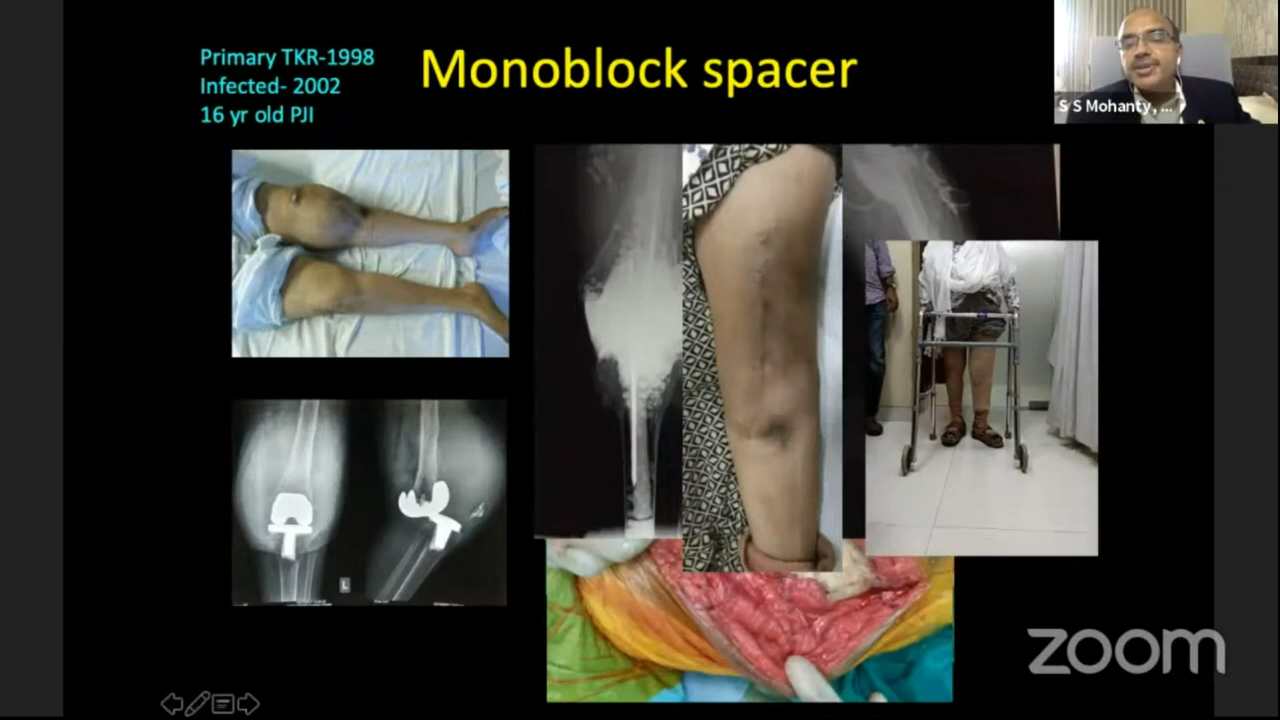 Primary TKR-1998
Infected- 2002
16 yr old PJI
Monoblock spacer
S S Mohanty, ...
L
zoom